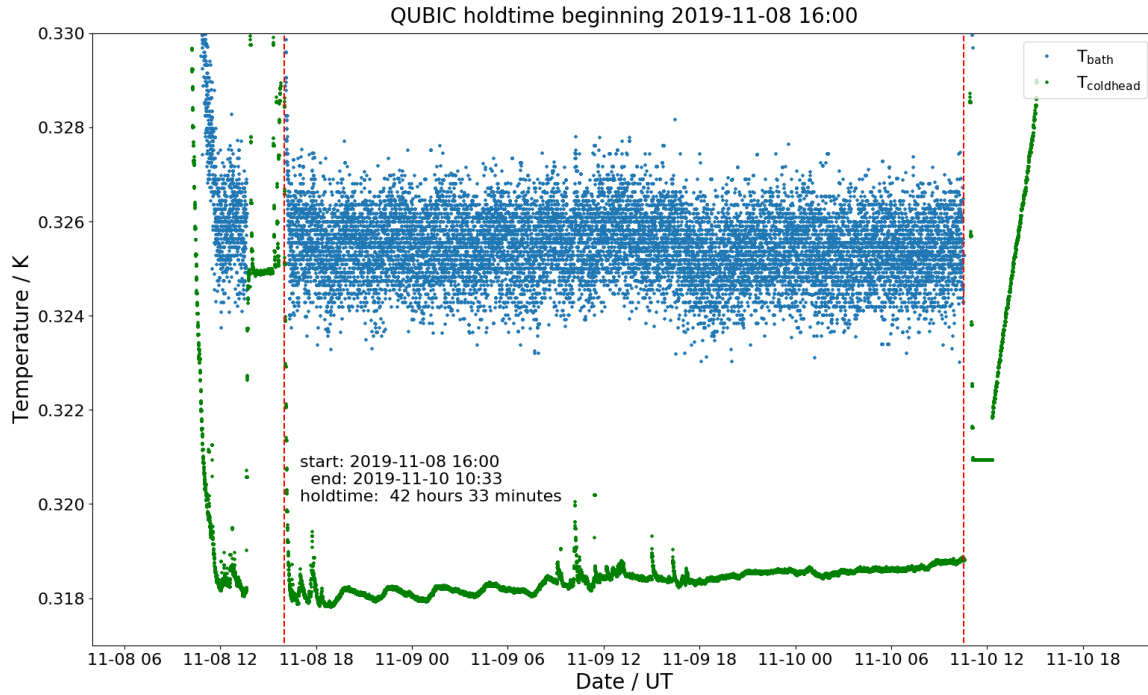 QUBIC holdtime beginning 2019-11-08 16:00
T_bath
T_coldhead
0.330
0.328
0.326
0.324
0.322
0.320
0.318
Temperature / K
start: 2019-11-08 16:00
end: 2019-11-10 10:33
holdtime:  42 hours 33 minutes
11-08 06 11-08 12 11-08 18 11-09 00 11-09 06 11-09 12 11-09 18 11-10 00 11-10 06 11-10 12 11-10 18
Date / UT